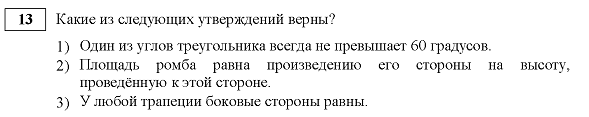 13 Какие из следующих утверждений верны?
1) Один из углов треугольника всегда не превышает 60 градусов.
2) Площадь ромба равна произведению его стороны на высоту,
проведённую к этой стороне.
3) У любой трапеции боковые стороны равны.